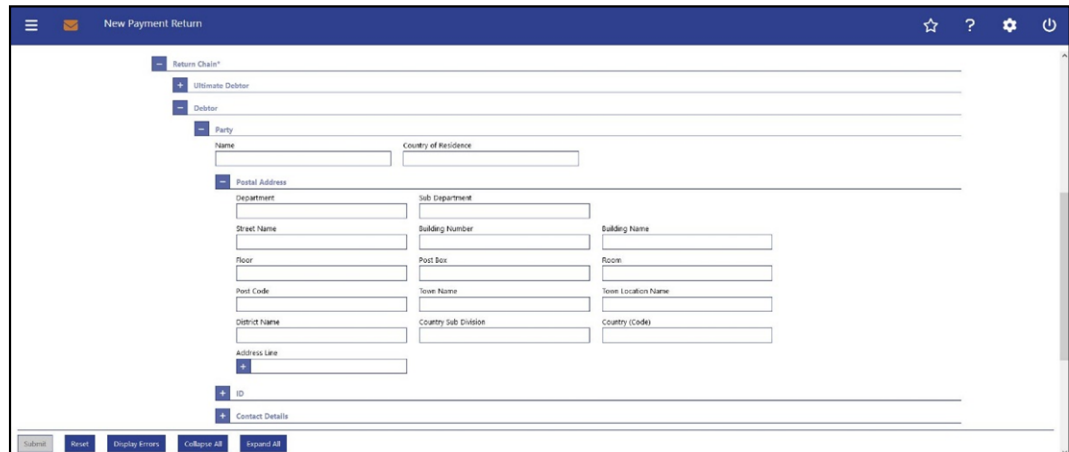 New Payment Return ?
Return Chain*
Ultimate Debtor
Debtor
Party
Name Country of Residence
Postal Address
Department Sub Department
Street Name Building Number Building Name
Floor Post Box Room
Post Code Town Name Town Location Name
District Name Country Sub Division Country (Code)
Address Line
+
+ ID
+ Contact Details
Submit Reset Display Errors Collapse All Expand All